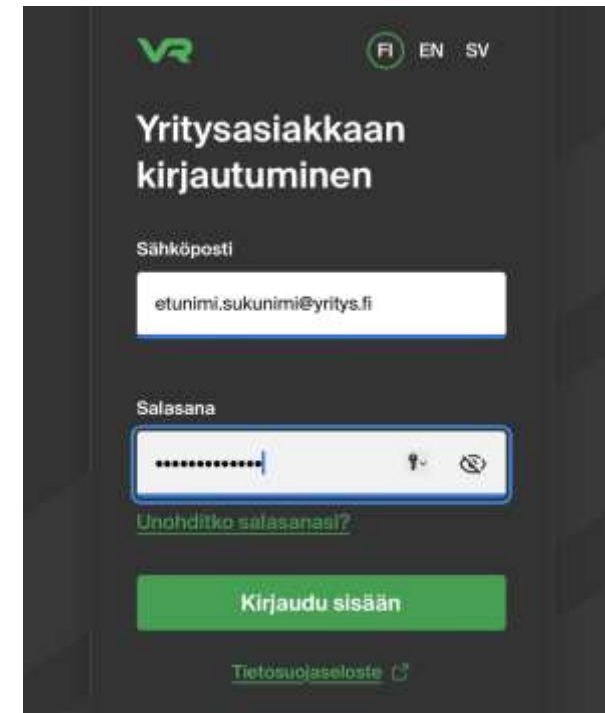 VR
FI EN SV
Yritysasiakkaan
kirjautuminen
Sähköposti
etunimi.sukunimi@yritys.fi
Salasana
•••••••••••••
Unohditko salasanasi?
Kirjaudu sisään
Tietosuojaseloste